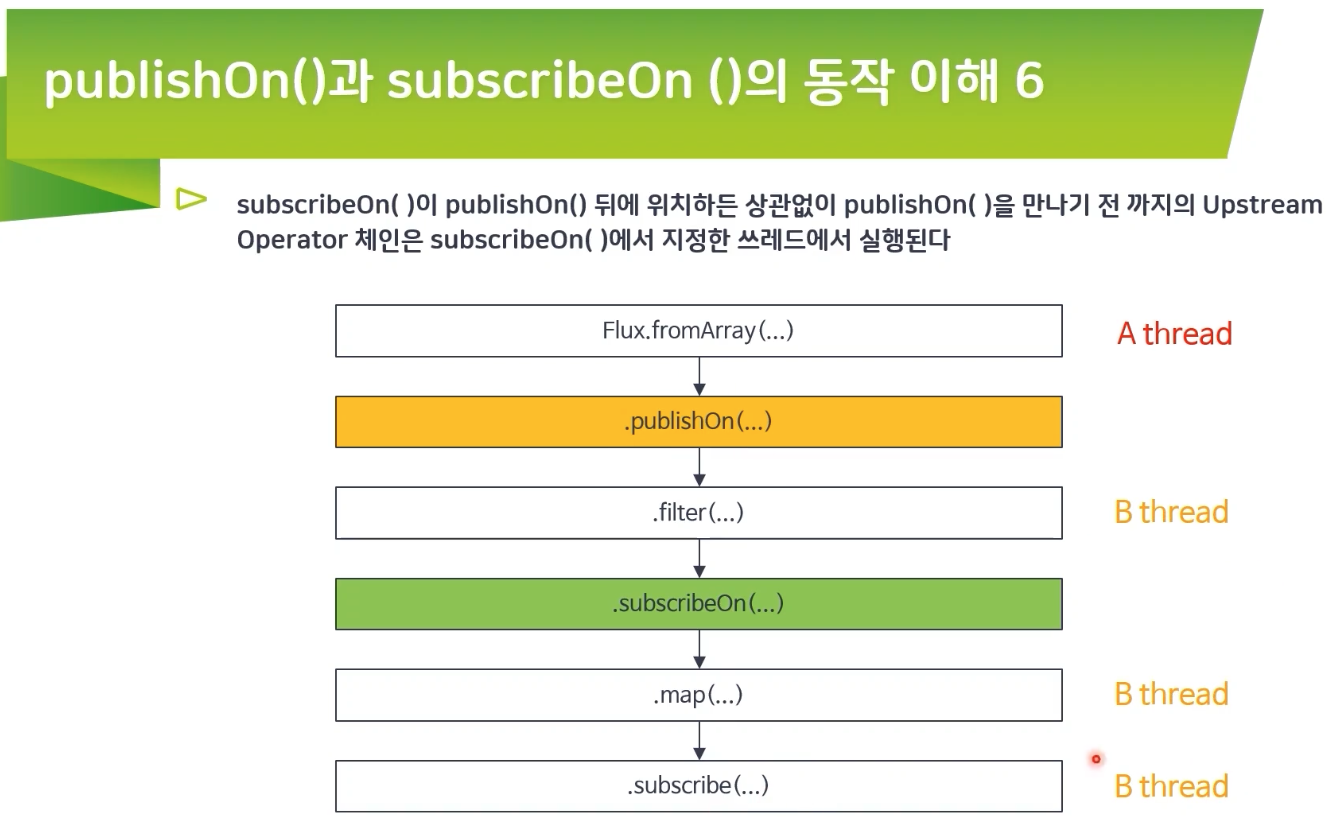 publishOn()과 subscribeOn ()의 동작 이해 6
subscribeOn( )이 publishOn() 뒤에 위치하든 상관없이 publishOn( )을 만나기 전 까지의 Upstream
Operator 체인은 subscribeOn( )에서 지정한 쓰레드에서 실행된다
Flux.fromArray(...)
A thread
.publishOn(...)
.filter(...)
B thread
.subscribeOn(...)
.map(...)
B thread
.subscribe(...)
B thread